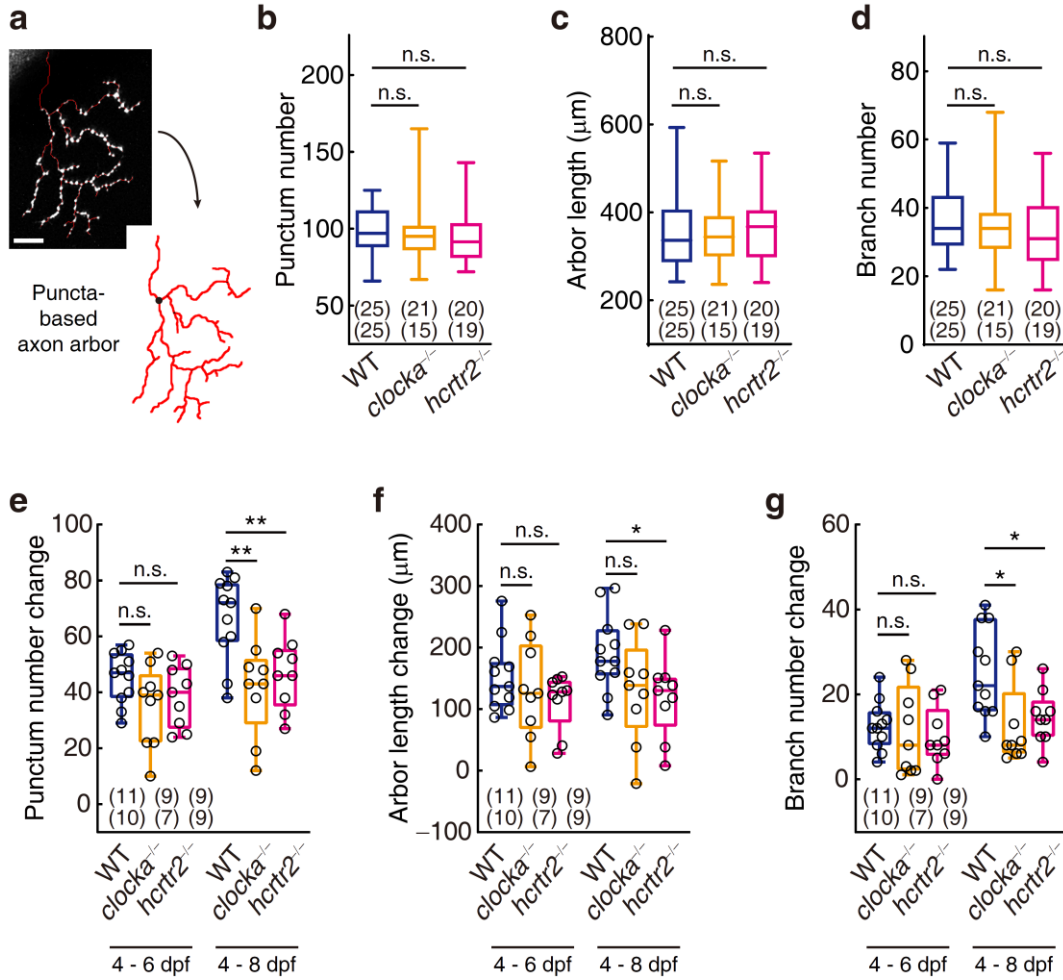 a
Puncta-
based
axon arbor
b
Punctum number
200
150
100
50
n.s.
n.s.
(25) (21) (20)
(25) (15) (19)
WT
clocka⁻/⁻
hcrtr2⁻/⁻
c
Arbor length (μm)
800
600
400
200
n.s.
n.s.
(25) (21) (20)
(25) (15) (19)
WT
clocka⁻/⁻
hcrtr2⁻/⁻
d
Branch number
80
60
40
20
0
n.s.
n.s.
(25) (21) (20)
(25) (15) (19)
WT
clocka⁻/⁻
hcrtr2⁻/⁻
e
Punctum number change
100
80
60
40
20
0
n.s.
n.s.
**
**
(11) (9) (9)
(10) (7) (9)
WT
clocka⁻/⁻
hcrtr2⁻/⁻
WT
clocka⁻/⁻
hcrtr2⁻/⁻
4 - 6 dpf
4 - 8 dpf
f
Arbor length change (μm)
400
300
200
100
0
−100
n.s.
n.s.
*
n.s.
(11) (9) (9)
(10) (7) (9)
WT
clocka⁻/⁻
hcrtr2⁻/⁻
WT
clocka⁻/⁻
hcrtr2⁻/⁻
4 - 6 dpf
4 - 8 dpf
g
Branch number change
60
40
20
0
n.s.
n.s.
*
*
(11) (9) (9)
(10) (7) (9)
WT
clocka⁻/⁻
hcrtr2⁻/⁻
WT
clocka⁻/⁻
hcrtr2⁻/⁻
4 - 6 dpf
4 - 8 dpf